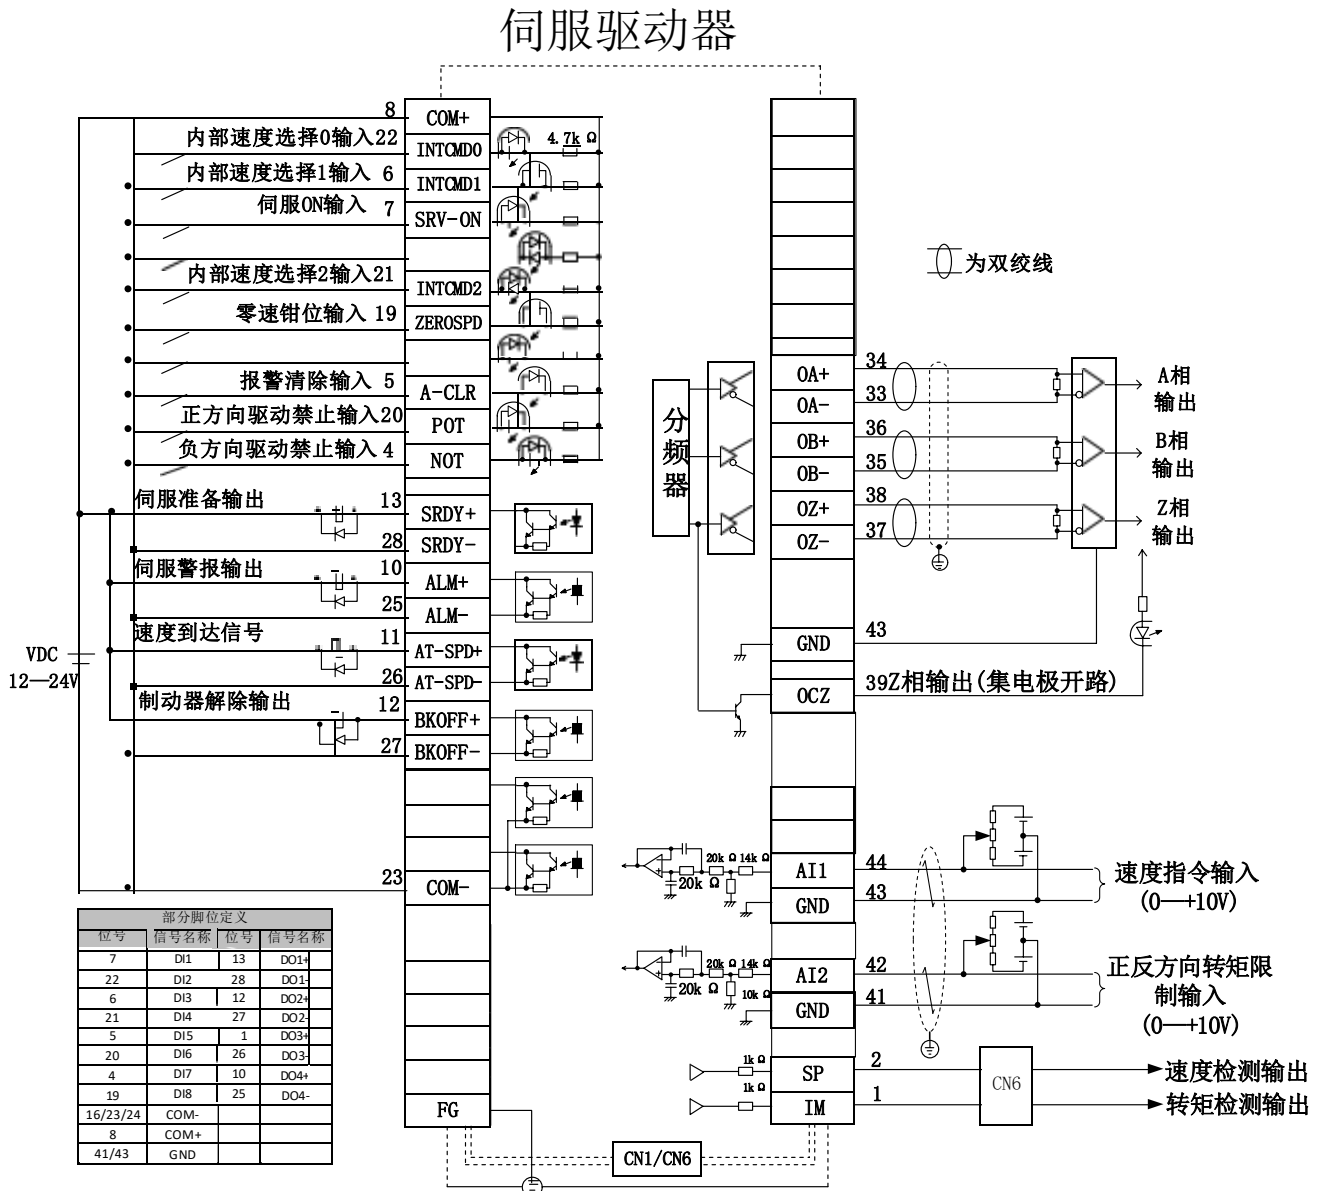 伺服驱动器
8
COM+
内部速度选择0输入22
INTCMD0
4.7k Ω
内部速度选择1输入 6
INTCMD1
伺服ON输入 7
SRV-ON
内部速度选择2输入21
INTCMD2
零速钳位输入 19
ZEROSPD
报警清除输入 5
A-CLR
正方向驱动禁止输入20
POT
负方向驱动禁止输入 4
NOT
伺服准备输出
13
SRDY+
28
SRDY-
伺服警报输出
10
ALM+
25
ALM-
速度到达信号
11
AT-SPD+
26
AT-SPD-
制动器解除输出
12
BKOFF+
27
BKOFF-
VDC
12—24V
23
COM-
FG
为双绞线
分频器
OA+
34
OA-
33
A相
输出
OB+
36
OB-
35
B相
输出
OZ+
38
OZ-
37
Z相
输出
GND
43
OCZ
39Z相输出(集电极开路)
20k Ω
14k Ω
20k Ω
AI1
44
GND
43
速度指令输入
(0—+10V)
20k Ω
14k Ω
20k Ω
10k Ω
AI2
42
GND
41
正反方向转矩限
制输入
(0—+10V)
1k Ω
SP
2
1k Ω
IM
1
CN6
速度检测输出
转矩检测输出
CN1/CN6
部分脚位定义
位号 信号名称 位号 信号名称
7 DI1 13 DO1+
22 DI2 28 DO1-
6 DI3 12 DO2+
21 DI4 27 DO2-
5 DI5 1 DO3+
20 DI6 26 DO3-
4 DI7 10 DO4+
19 DI8 25 DO4-
16/23/24 COM-
8 COM+
41/43 GND